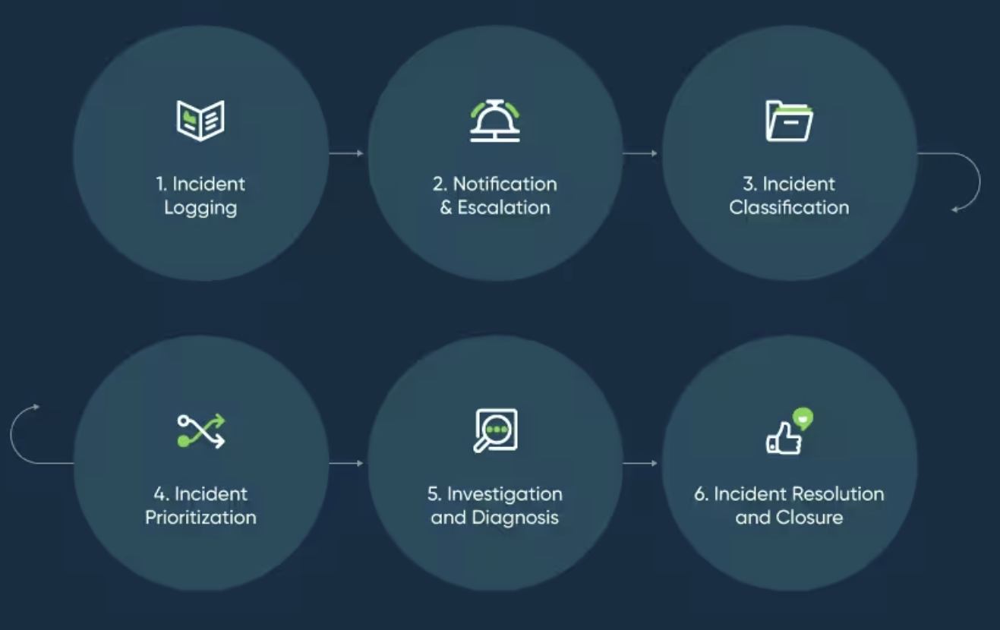 1. Incident
Logging
2. Notification
& Escalation
3. Incident
Classification
4. Incident
Prioritization
5. Investigation
and Diagnosis
6. Incident Resolution
and Closure